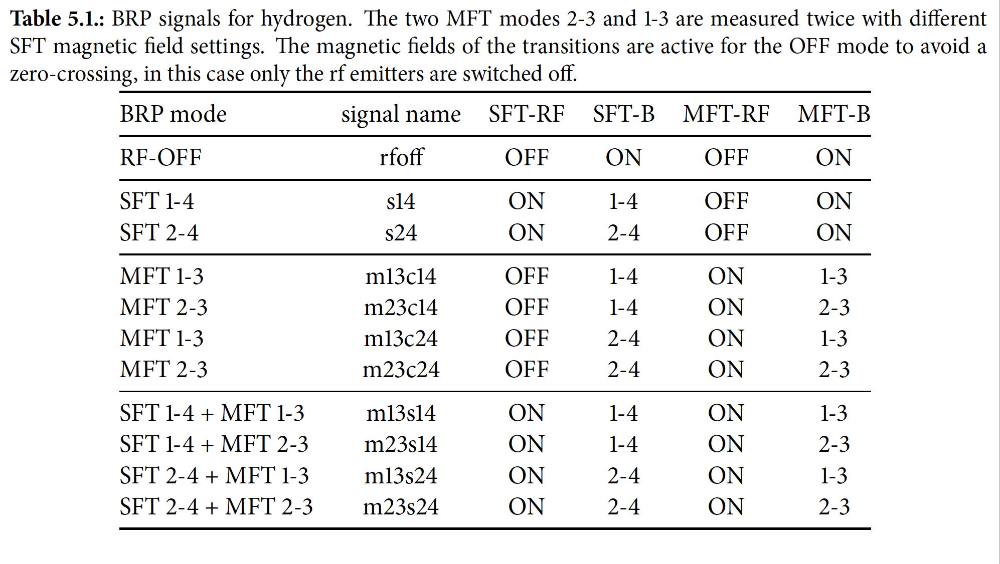 Table 5.1.: BRP signals for hydrogen. The two MFT modes 2-3 and 1-3 are measured twice with different
SFT magnetic field settings. The magnetic fields of the transitions are active for the OFF mode to avoid a
zero-crossing, in this case only the rf emitters are switched off.
BRP mode signal name SFT-RF SFT-B MFT-RF MFT-B
RF-OFF rfoff OFF ON OFF ON
SFT 1-4 s14 ON 1-4 OFF ON
SFT 2-4 s24 ON 2-4 OFF ON
MFT 1-3 m13c14 OFF 1-4 ON 1-3
MFT 2-3 m23c14 OFF 1-4 ON 2-3
MFT 1-3 m13c24 OFF 2-4 ON 1-3
MFT 2-3 m23c24 OFF 2-4 ON 2-3
SFT 1-4 + MFT 1-3 m13s14 ON 1-4 ON 1-3
SFT 1-4 + MFT 2-3 m23s14 ON 1-4 ON 2-3
SFT 2-4 + MFT 1-3 m13s24 ON 2-4 ON 1-3
SFT 2-4 + MFT 2-3 m23s24 ON 2-4 ON 2-3